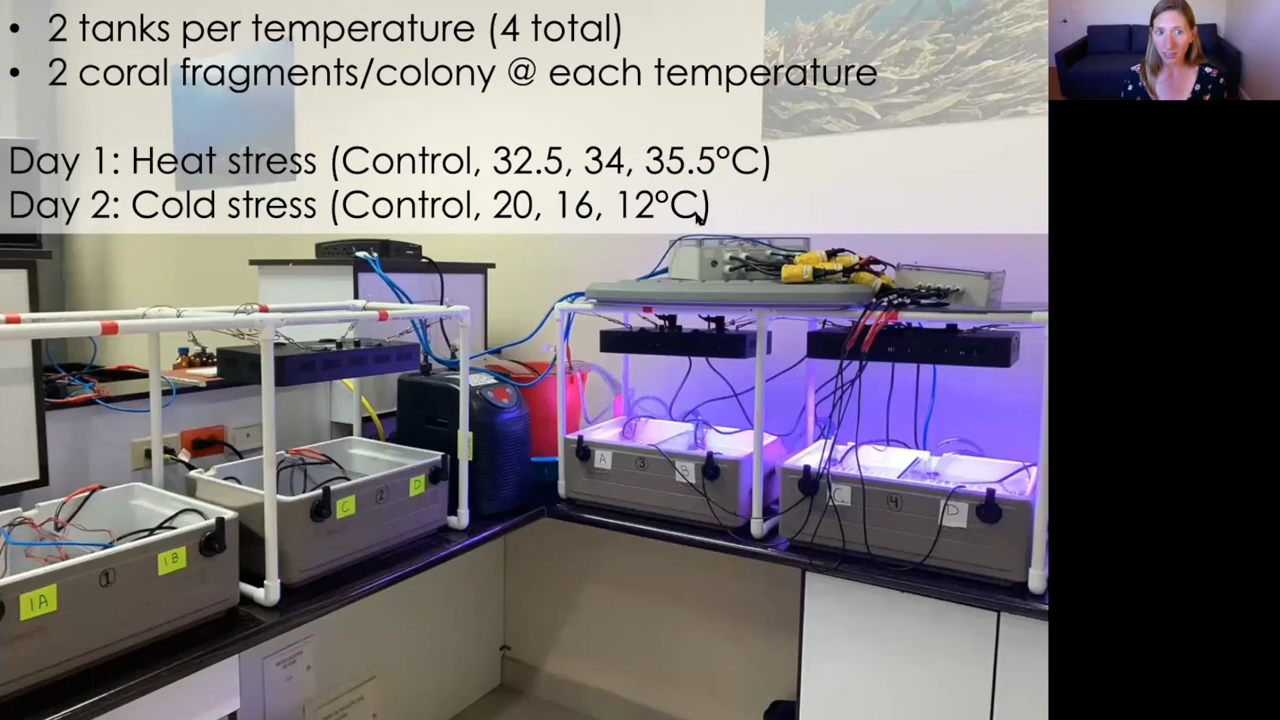 • 2 tanks per temperature (4 total)
• 2 coral fragments/colony @ each temperature
Day 1: Heat stress (Control, 32.5, 34, 35.5°C)
Day 2: Cold stress (Control, 20, 16, 12°C)
A
3
B
C
4
D
C
2
D
1
1B
1A